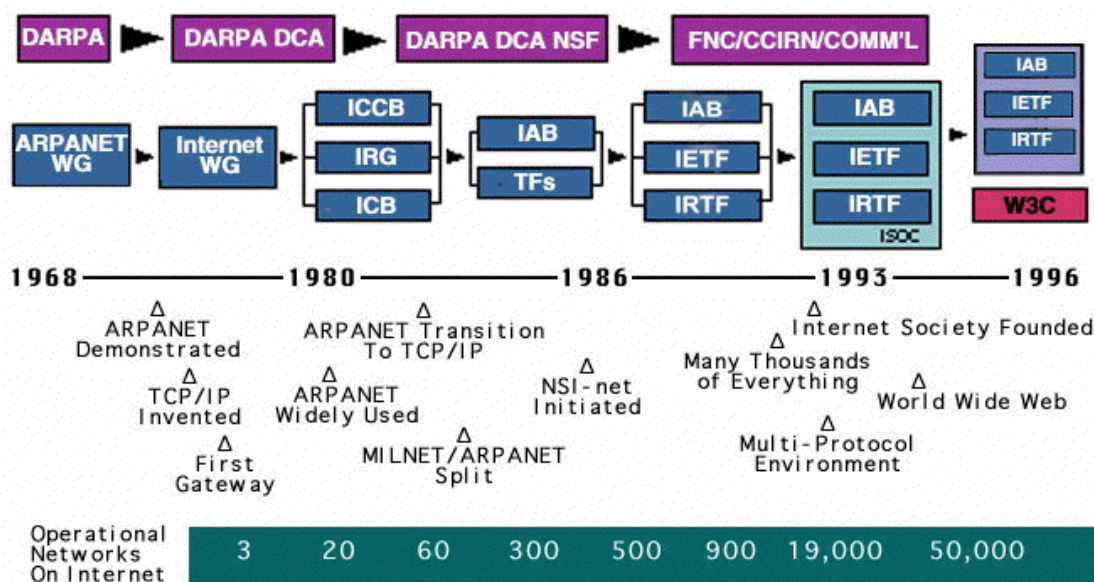 DARPA
DARPA DCA
DARPA DCA NSF
FNC/CCIRN/COMM'L
ARPANET
WG
Internet
WG
ICCB
IRG
ICB
IAB
TFs
IAB
IETF
IRTF
IAB
IETF
IRTF
ISOC
IAB
IETF
IRTF
W3C
1968
1980
1986
1993
1996
ARPANET
Demonstrated
TCP/IP
Invented
First
Gateway
ARPANET Transition
To TCP/IP
ARPANET
Widely Used
MILNET/ARPANET
Split
NSI-net
Initiated
Internet Society Founded
Many Thousands
of Everything
World Wide Web
Multi-Protocol
Environment
Operational
Networks
On Internet
3 20 60 300 500 900 19,000 50,000